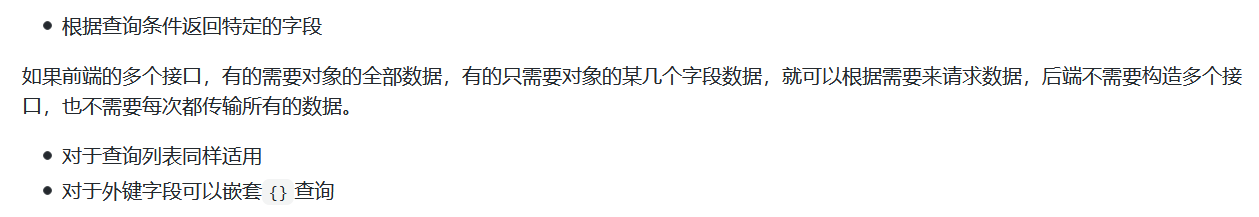 根据查询条件返回特定的字段
如果前端的多个接口，有的需要对象的全部数据，有的只需要对象的某几个字段数据，就可以根据需要来请求数据，后端不需要构造多个接
口，也不需要每次都传输所有的数据。
对于查询列表同样适用
对于外键字段可以嵌套 {} 查询